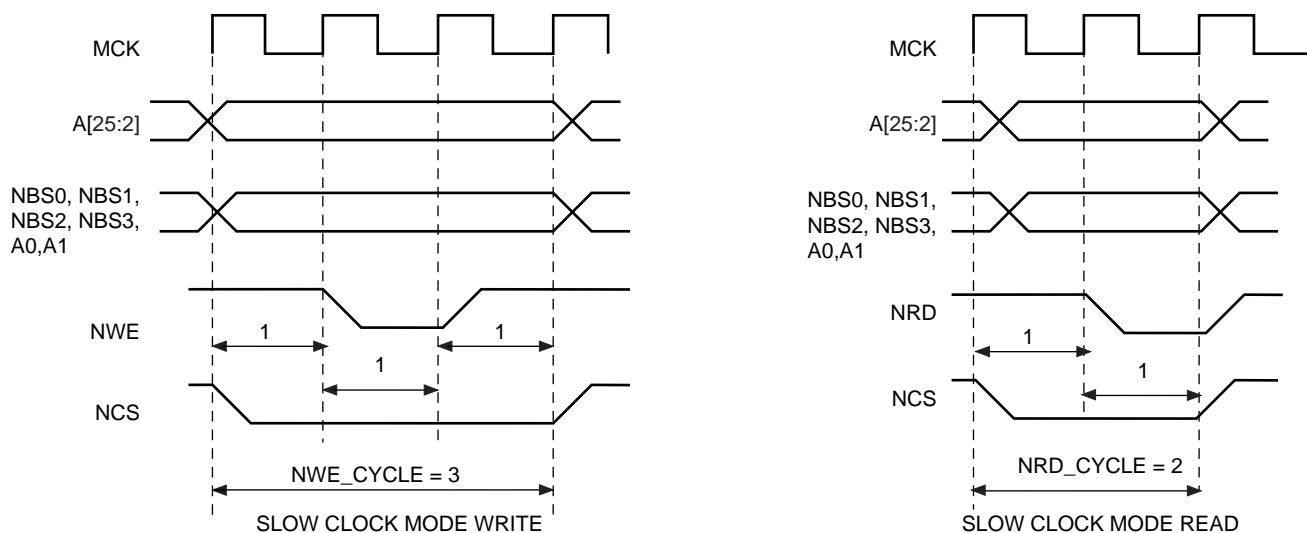 MCK
A[25:2]
NBS0, NBS1,
NBS2, NBS3,
A0,A1
NWE
1
1
1
NCS
NWE_CYCLE = 3
SLOW CLOCK MODE WRITE
MCK
A[25:2]
NBS0, NBS1,
NBS2, NBS3,
A0,A1
NRD
1
1
NCS
NRD_CYCLE = 2
SLOW CLOCK MODE READ